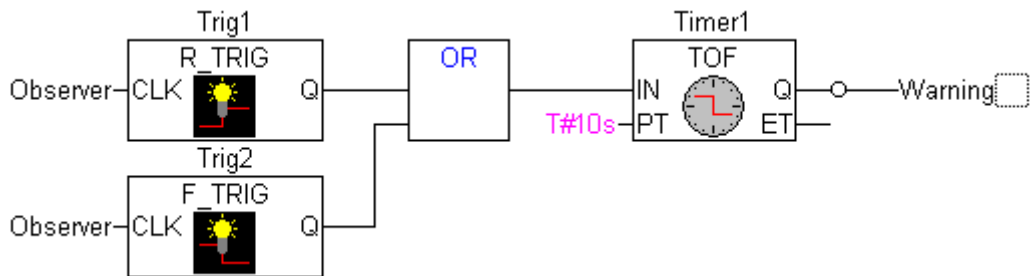 Trig1
R_TRIG
Observer CLK Q
OR
Timer1
TOF
IN Q Warning
T#10s PT ET
Trig2
F_TRIG
Observer CLK Q